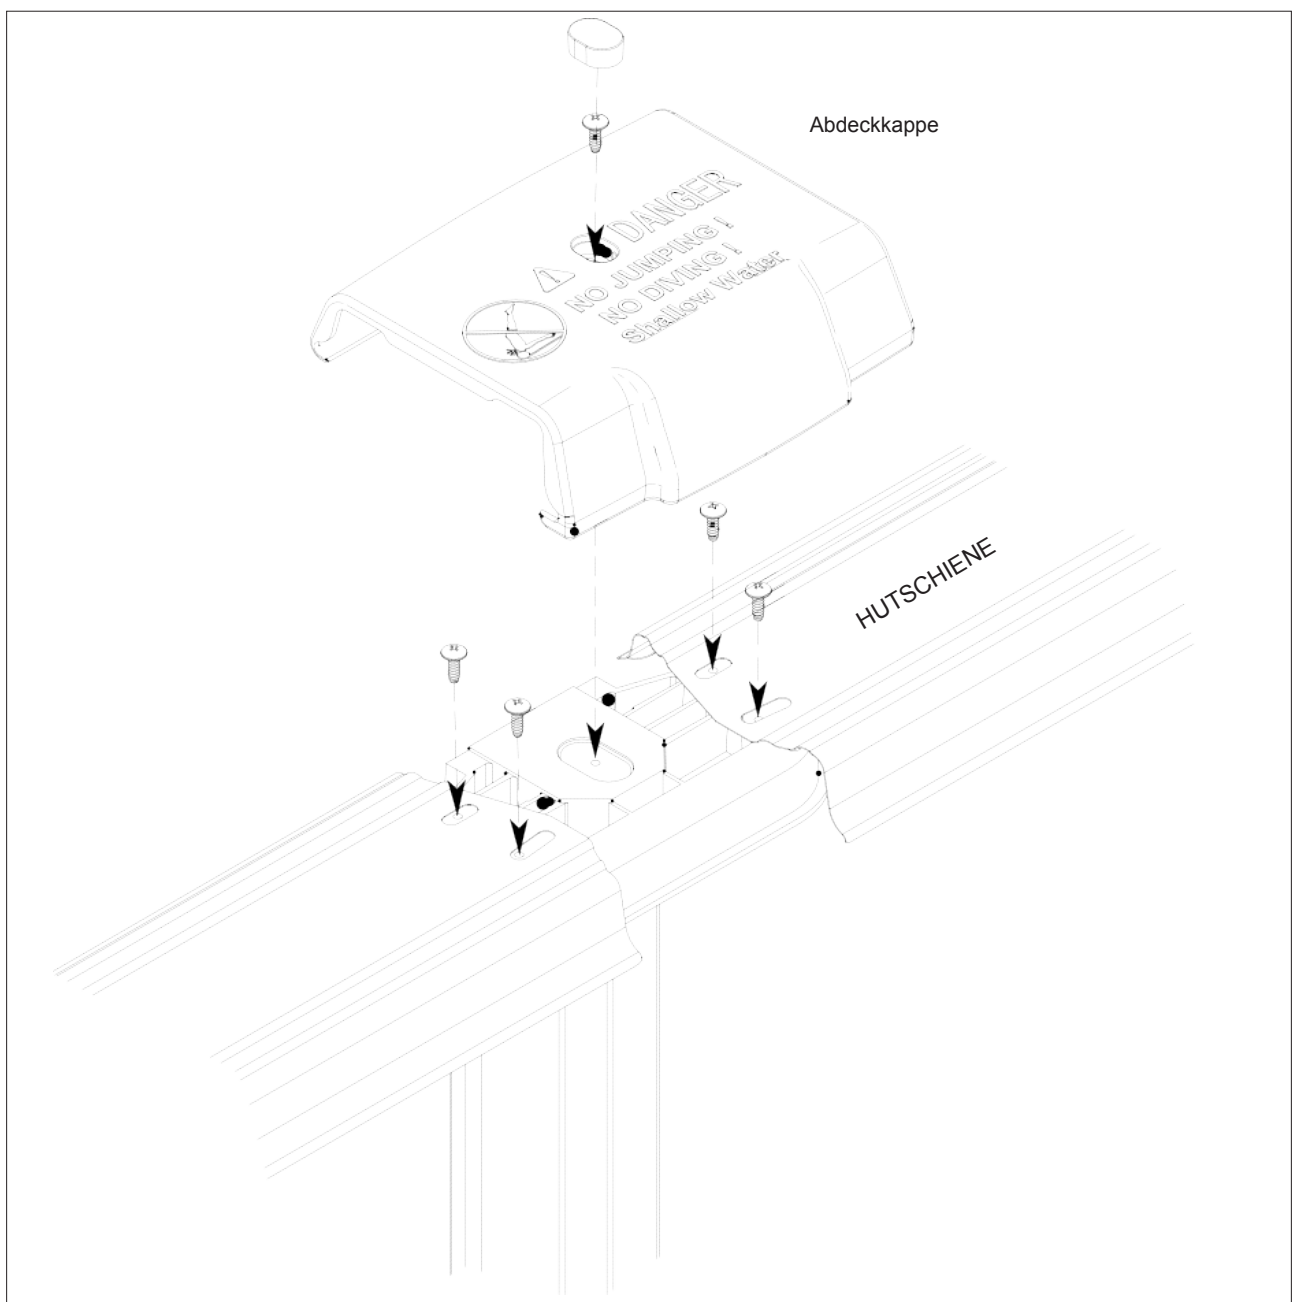 Abdeckkappe
DANGER
NO JUMPING !
NO DIVING !
Shallow Water
HUTSCHIENE